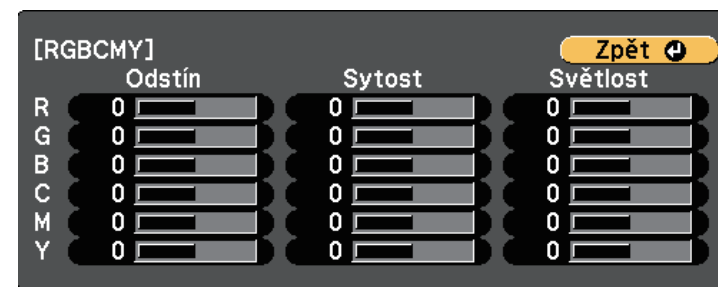 [RGBCMY] Zpět
Odstín Sytost Světlost
R 0 0 0
G 0 0 0
B 0 0 0
C 0 0 0
M 0 0 0
Y 0 0 0